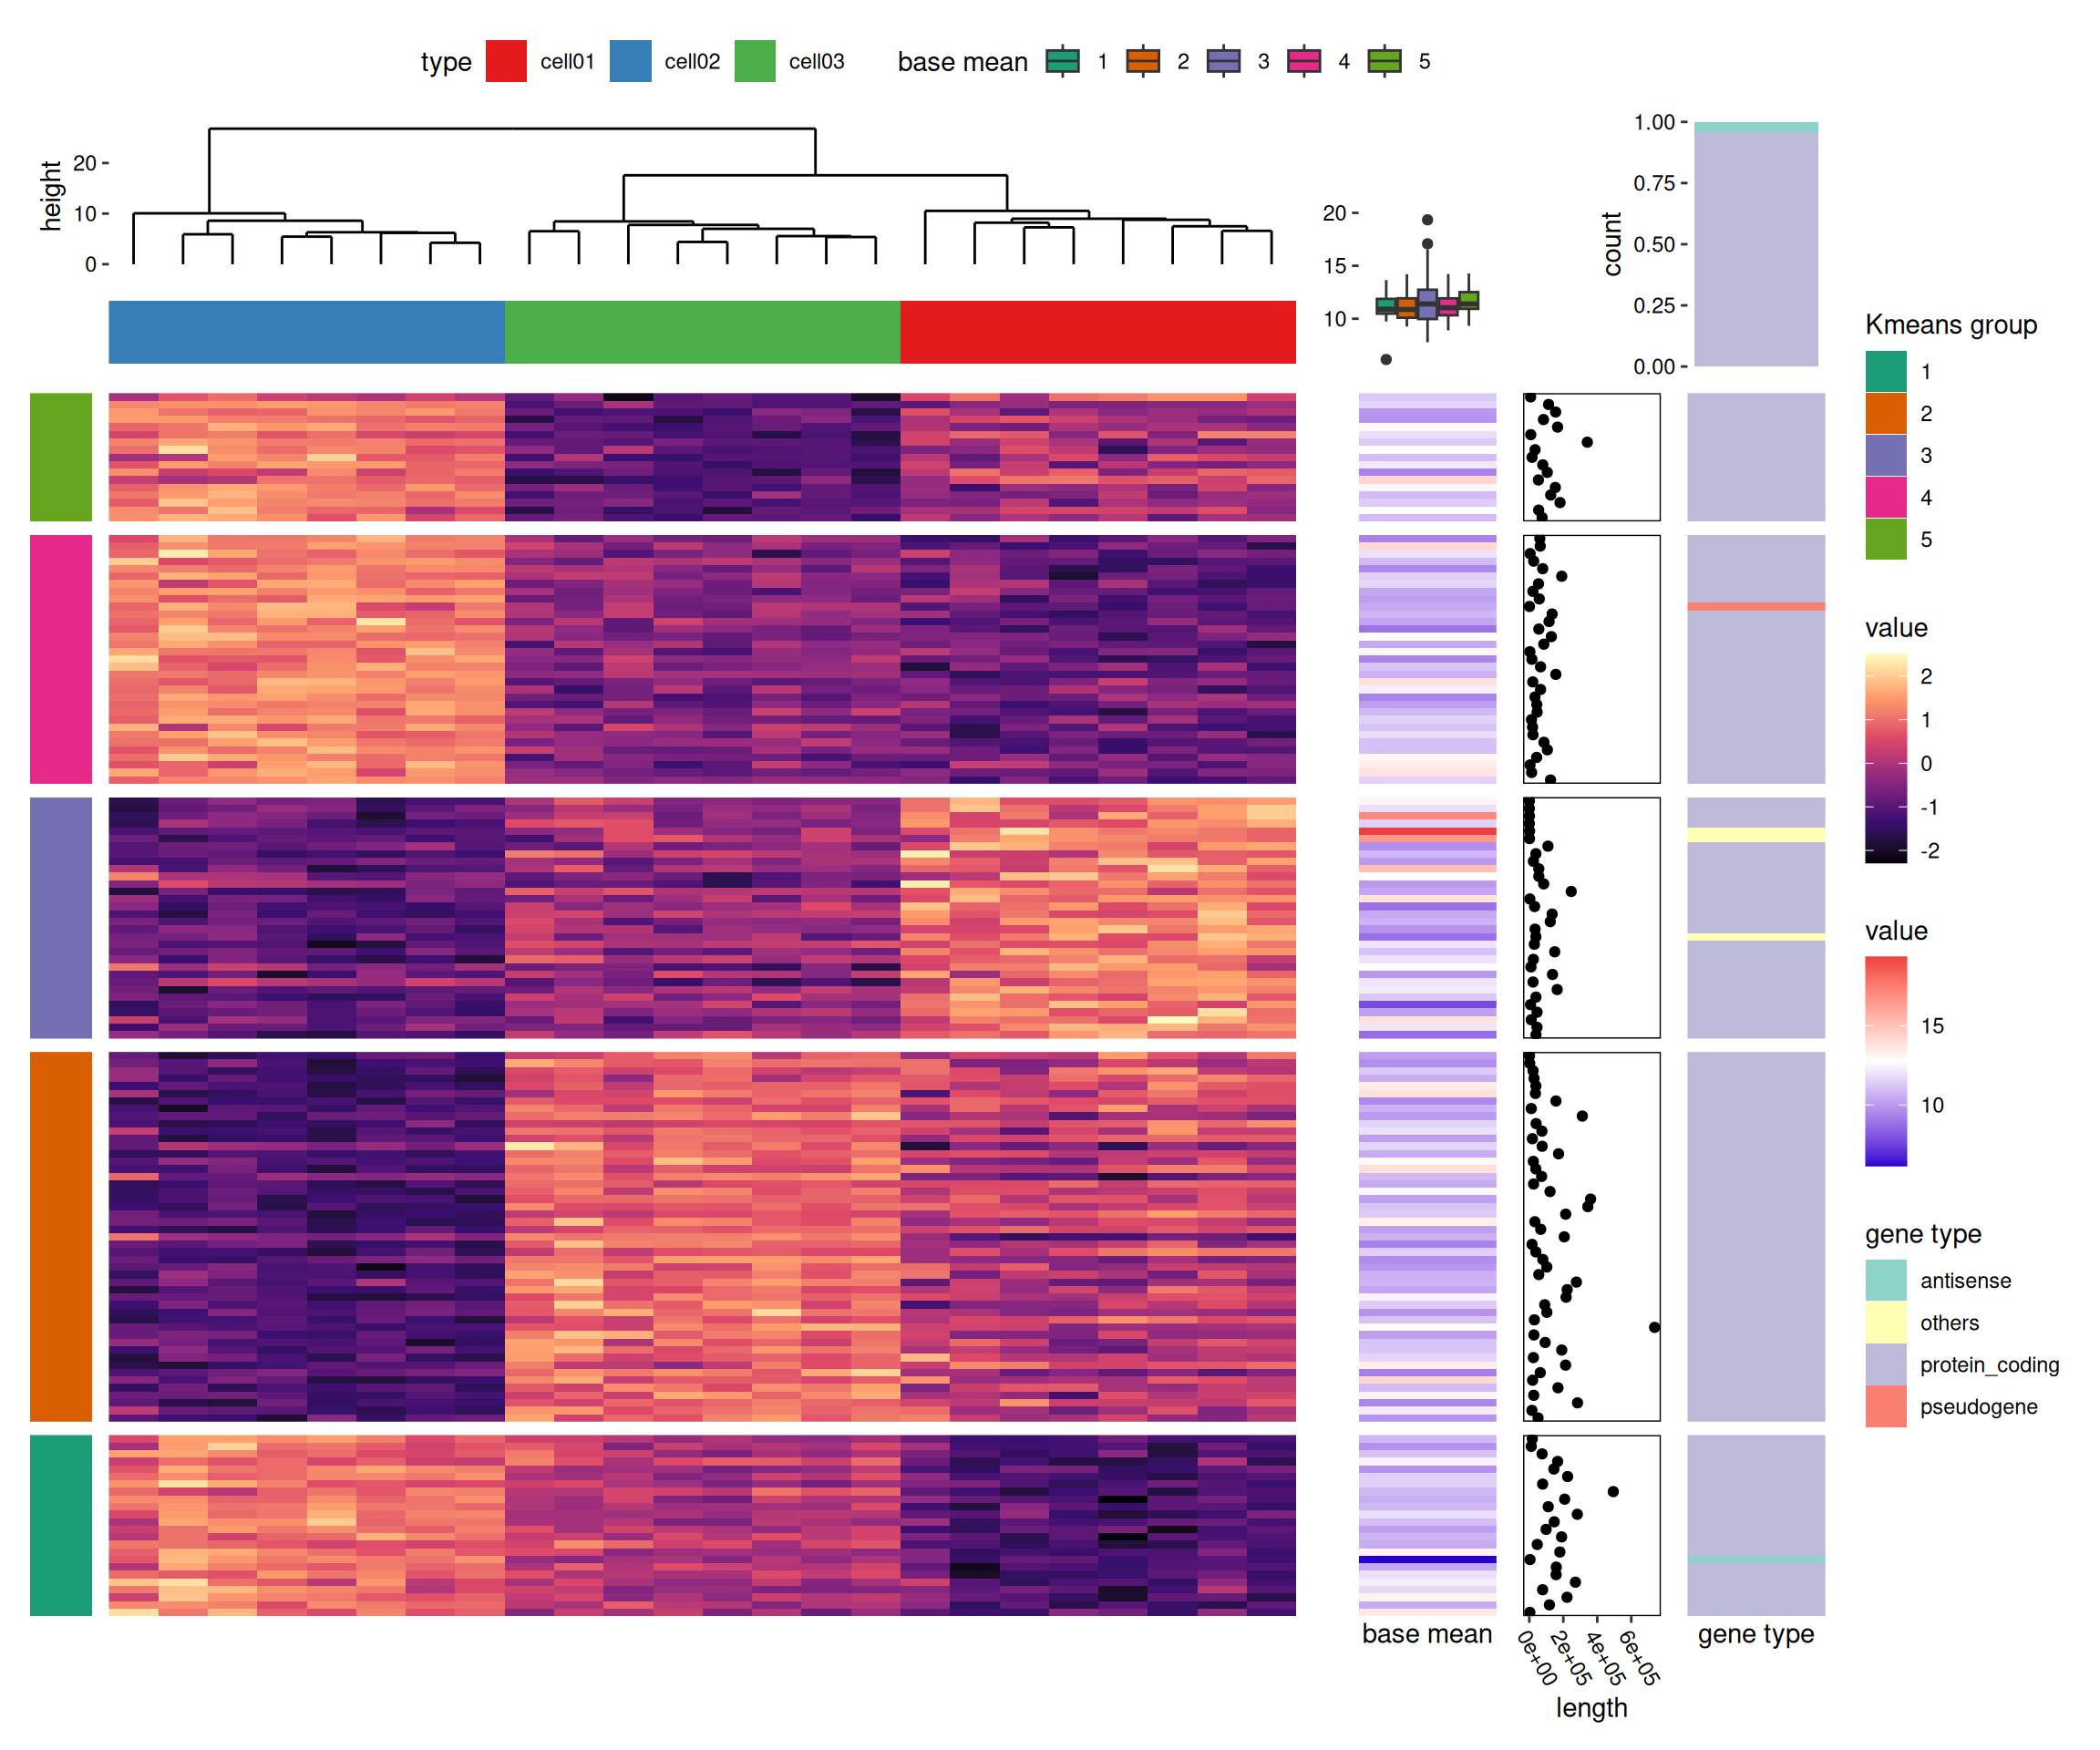 type cell01 cell02 cell03 base mean 1 2 3 4 5
height
20
10
0
20
15
10
count
1.00
0.75
0.50
0.25
0.00
Kmeans group
1
2
3
4
5
value
2
1
0
-1
-2
value
15
10
gene type
antisense
others
protein_coding
pseudogene
base mean
0e+00 2e+05 4e+05 6e+05
length
gene type